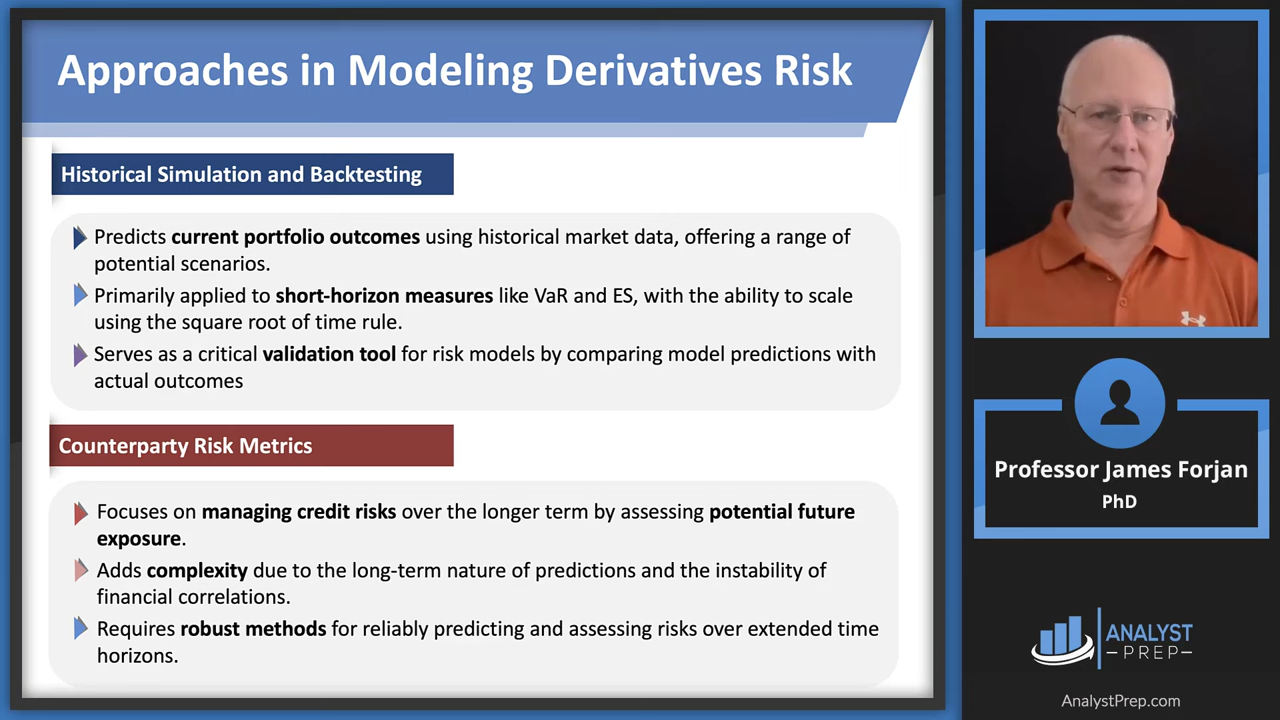 Approaches in Modeling Derivatives Risk
Historical Simulation and Backtesting
Predicts current portfolio outcomes using historical market data, offering a range of
potential scenarios.
Primarily applied to short-horizon measures like VaR and ES, with the ability to scale
using the square root of time rule.
Serves as a critical validation tool for risk models by comparing model predictions with
actual outcomes
Counterparty Risk Metrics
Focuses on managing credit risks over the longer term by assessing potential future
exposure.
Adds complexity due to the long-term nature of predictions and the instability of
financial correlations.
Requires robust methods for reliably predicting and assessing risks over extended time
horizons.
Professor James Forjan
PhD
ANALYST
PREP
AnalystPrep.com